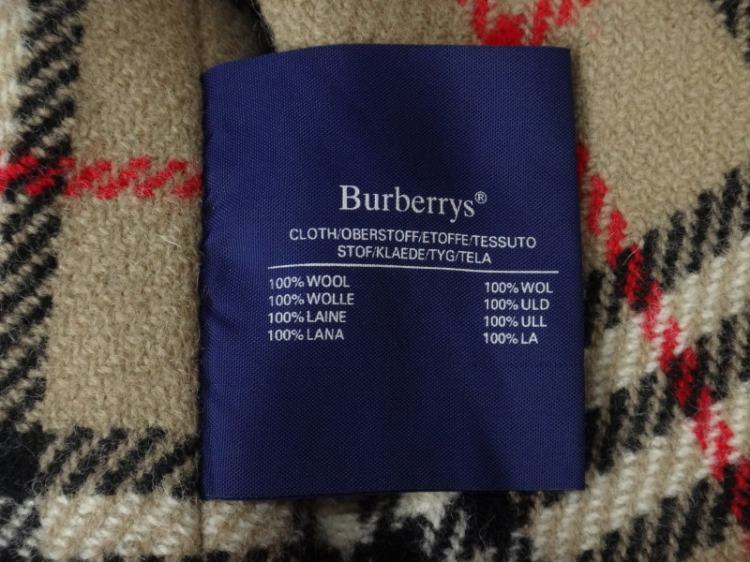 Burberrys®
CLOTH/OBERSTOFF/ETOFFE/TESSUTO
STOF/KLAEDE/TYG/TELA
100% WOOL
100% WOLLE
100% LAINE
100% LANA
100% WOL
100% ULD
100% ULL
100% LA